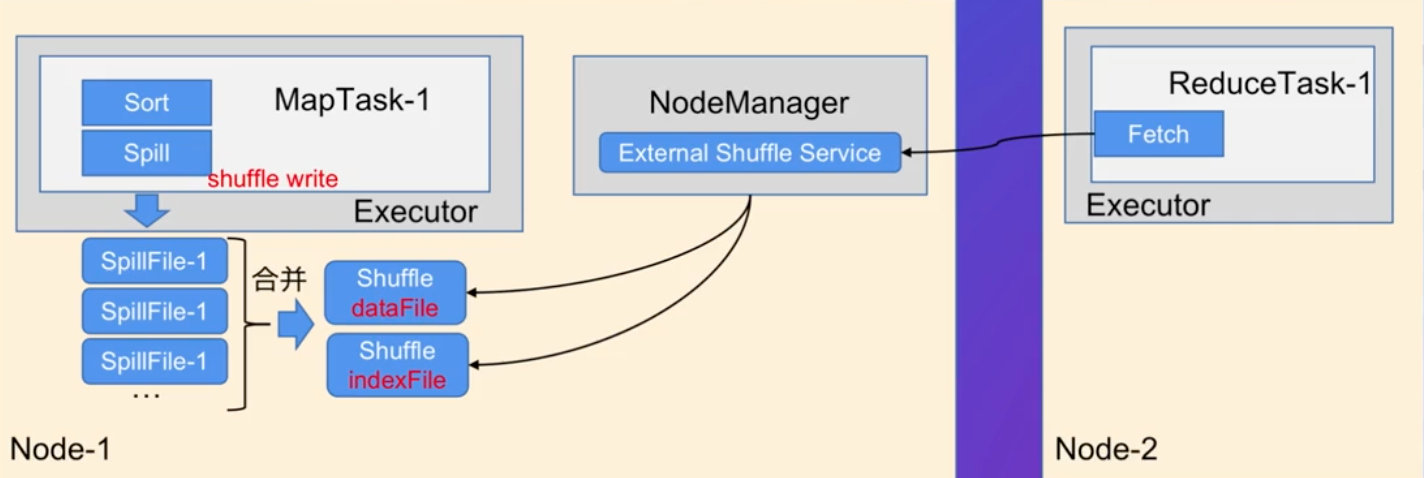 Sort
MapTask-1
Spill
shuffle write
Executor
SpillFile-1
SpillFile-1
SpillFile-1
...
合并
Shuffle
dataFile
Shuffle
indexFile
Node-1
NodeManager
External Shuffle Service
ReduceTask-1
Fetch
Executor
Node-2